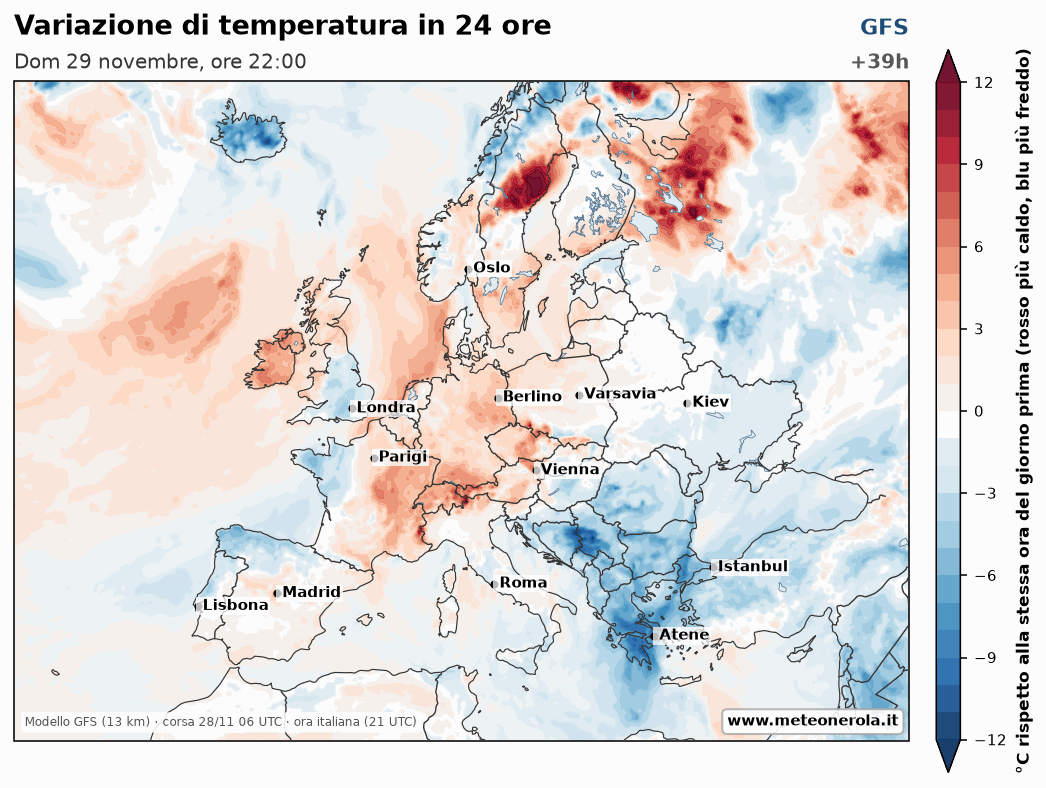 Variazione di temperatura in 24 ore
GFS
Dom 29 novembre, ore 22:00
+39h
Oslo
Londra
Berlino
Varsavia
Kiev
Parigi
Vienna
Roma
Istanbul
Madrid
Lisbona
Atene
Modello GFS (13 km) · corsa 28/11 06 UTC · ora italiana (21 UTC)
www.meteonerola.it
12
9
6
3
0
−3
−6
−9
−12
°C rispetto alla stessa ora del giorno prima (rosso più caldo, blu più freddo)